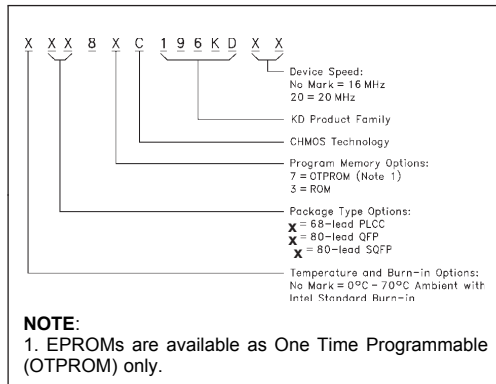 X X X 8 X C 1 9 6 K D X X
Device Speed:
No Mark = 16 MHz
20 = 20 MHz
KD Product Family
CHMOS Technology
Program Memory Options:
7 = OTPROM (Note 1)
3 = ROM
Package Type Options:
x = 68-lead PLCC
x = 80-lead QFP
x = 80-lead SQFP
Temperature and Burn-in Options:
No Mark = 0°C - 70°C Ambient with
Intel Standard Burn-in
NOTE:
1. EPROMs are available as One Time Programmable
(OTPROM) only.